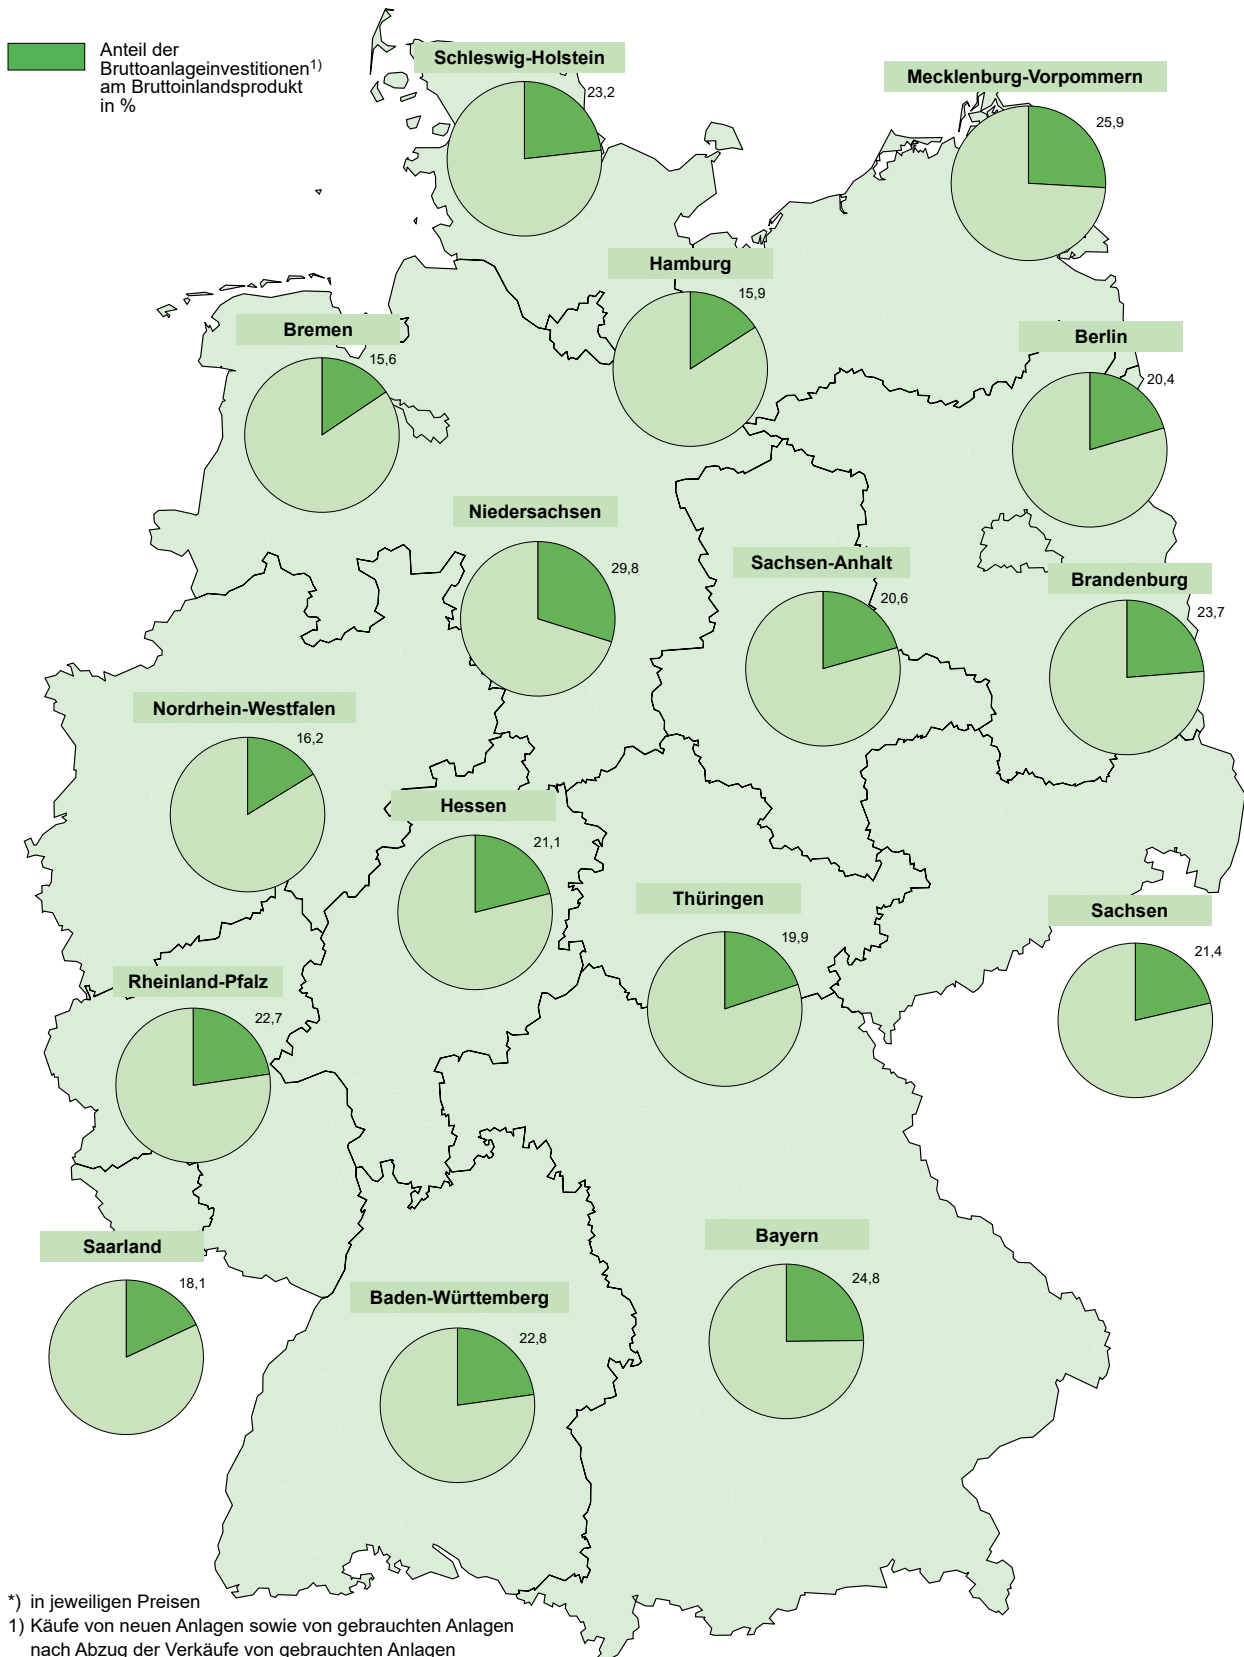 Anteil der
Bruttoanlageinvestitionen1)
am Bruttoinlandsprodukt
in %
Schleswig-Holstein
23,2
Mecklenburg-Vorpommern
25,9
Hamburg
15,9
Bremen
15,6
Berlin
20,4
Niedersachsen
29,8
Sachsen-Anhalt
20,6
Brandenburg
23,7
Nordrhein-Westfalen
16,2
Hessen
21,1
Thüringen
19,9
Sachsen
21,4
Rheinland-Pfalz
22,7
Saarland
18,1
Bayern
24,8
Baden-Württemberg
22,8
*) in jeweiligen Preisen
1) Käufe von neuen Anlagen sowie von gebrauchten Anlagen
nach Abzug der Verkäufe von gebrauchten Anlagen